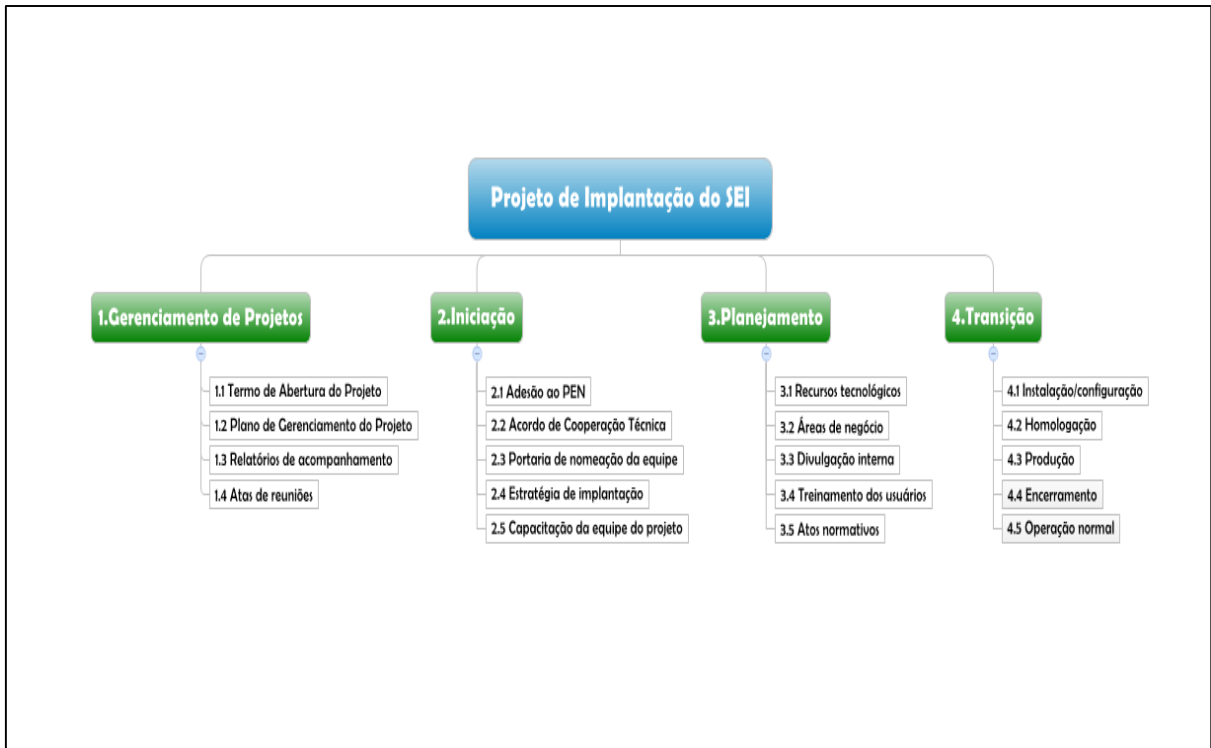 Projeto de Implantação do SEI
1.Gerenciamento de Projetos
1.1 Termo de Abertura do Projeto
1.2 Plano de Gerenciamento do Projeto
1.3 Relatórios de acompanhamento
1.4 Atas de reuniões
2.Iniciação
2.1 Adesão ao PEN
2.2 Acordo de Cooperação Técnica
2.3 Portaria de nomeação da equipe
2.4 Estratégia de implantação
2.5 Capacitação da equipe do projeto
3.Planejamento
3.1 Recursos tecnológicos
3.2 Áreas de negócio
3.3 Divulgação interna
3.4 Treinamento dos usuários
3.5 Atos normativos
4.Transição
4.1 Instalação/configuração
4.2 Homologação
4.3 Produção
4.4 Encerramento
4.5 Operação normal